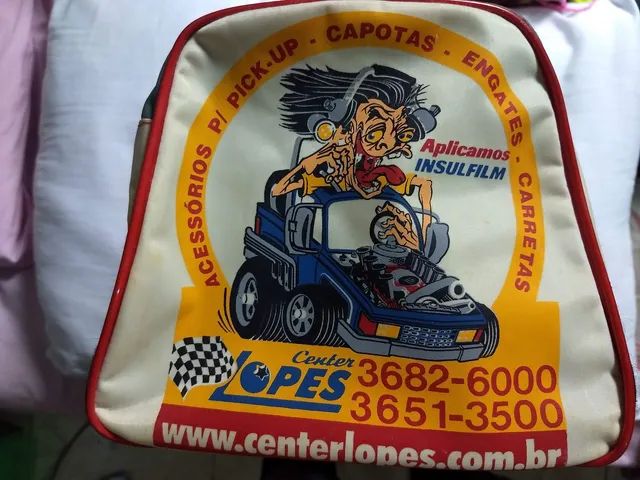 ACESSÓRIOS P/ PICK-UP - CAPOTAS - ENGATES - CARRETAS
Aplicamos
INSULFILM
Center
LOPES
3682-6000
3651-3500
www.centerlopes.com.br